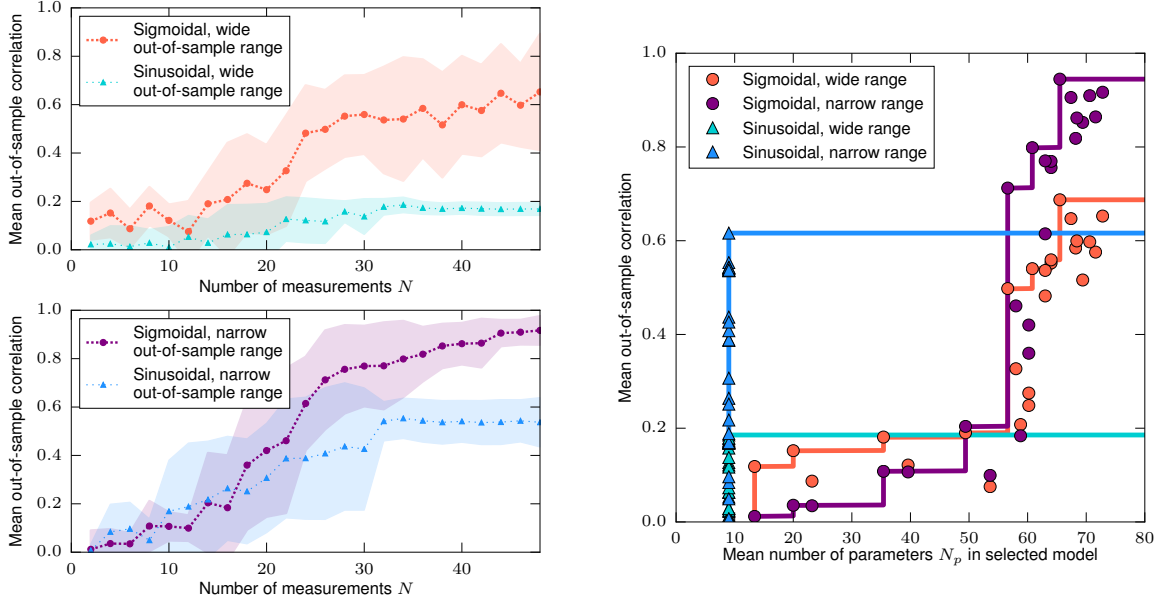 Mean out-of-sample correlation
1.0
0.8
0.6
0.4
0.2
0.0
Sigmoidal, wide
out-of-sample range
Sinusoidal, wide
out-of-sample range
0 10 20 30 40
Number of measurements N
Mean out-of-sample correlation
1.0
0.8
0.6
0.4
0.2
0.0
Sigmoidal, narrow
out-of-sample range
Sinusoidal, narrow
out-of-sample range
0 10 20 30 40
Number of measurements N
Mean out-of-sample correlation
1.0
0.8
0.6
0.4
0.2
0.0
Sigmoidal, wide range
Sigmoidal, narrow range
Sinusoidal, wide range
Sinusoidal, narrow range
0 10 20 30 40 50 60 70 80
Mean number of parameters N_p in selected model